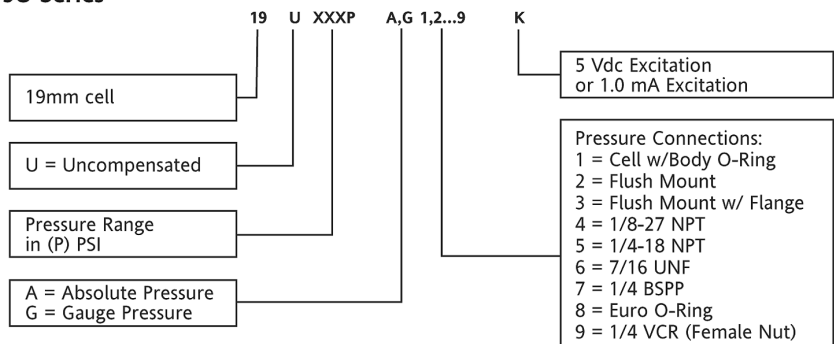 19 U XXXP A,G 1,2...9 K
19mm cell
U = Uncompensated
Pressure Range
in (P) PSI
A = Absolute Pressure
G = Gauge Pressure
5 Vdc Excitation
or 1.0 mA Excitation
Pressure Connections:
1 = Cell w/Body O-Ring
2 = Flush Mount
3 = Flush Mount w/ Flange
4 = 1/8-27 NPT
5 = 1/4-18 NPT
6 = 7/16 UNF
7 = 1/4 BSPP
8 = Euro O-Ring
9 = 1/4 VCR (Female Nut)